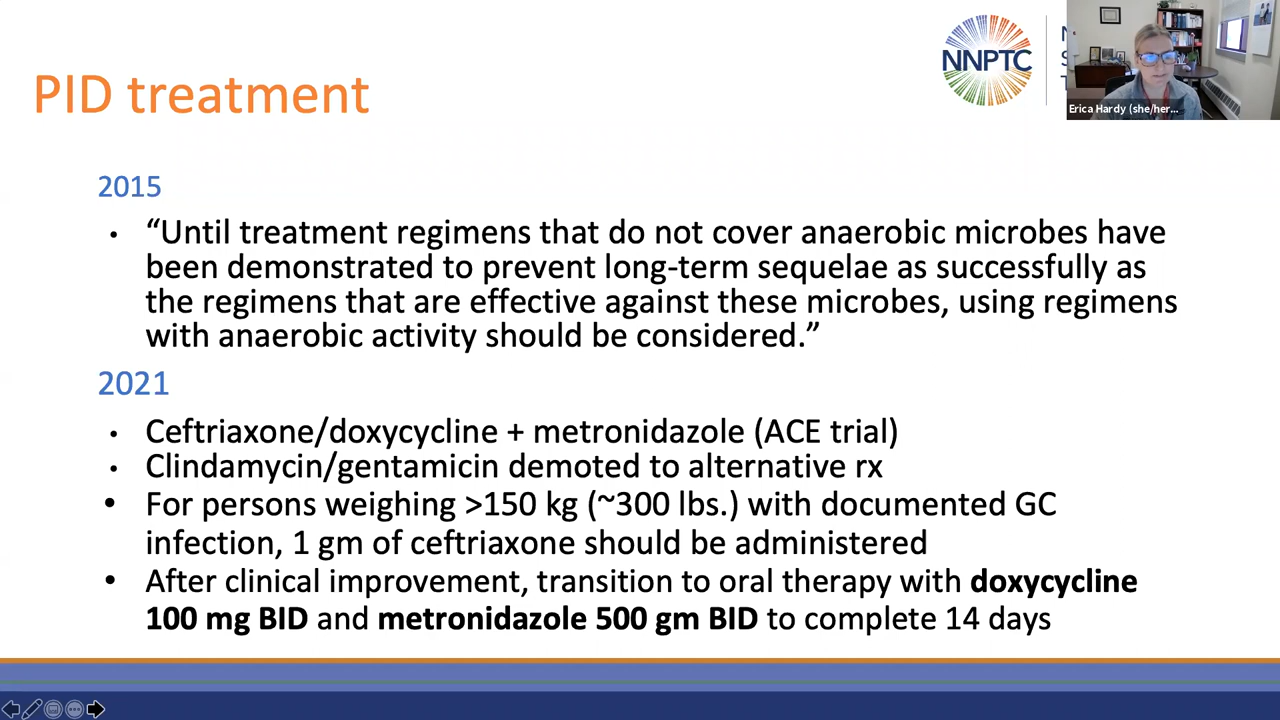 NNPTC
N
S
T
Erica Hardy (she/her...
PID treatment
2015
• “Until treatment regimens that do not cover anaerobic microbes have
been demonstrated to prevent long-term sequelae as successfully as
the regimens that are effective against these microbes, using regimens
with anaerobic activity should be considered.”
2021
• Ceftriaxone/doxycycline + metronidazole (ACE trial)
• Clindamycin/gentamicin demoted to alternative rx
• For persons weighing >150 kg (~300 lbs.) with documented GC
infection, 1 gm of ceftriaxone should be administered
• After clinical improvement, transition to oral therapy with doxycycline
100 mg BID and metronidazole 500 gm BID to complete 14 days